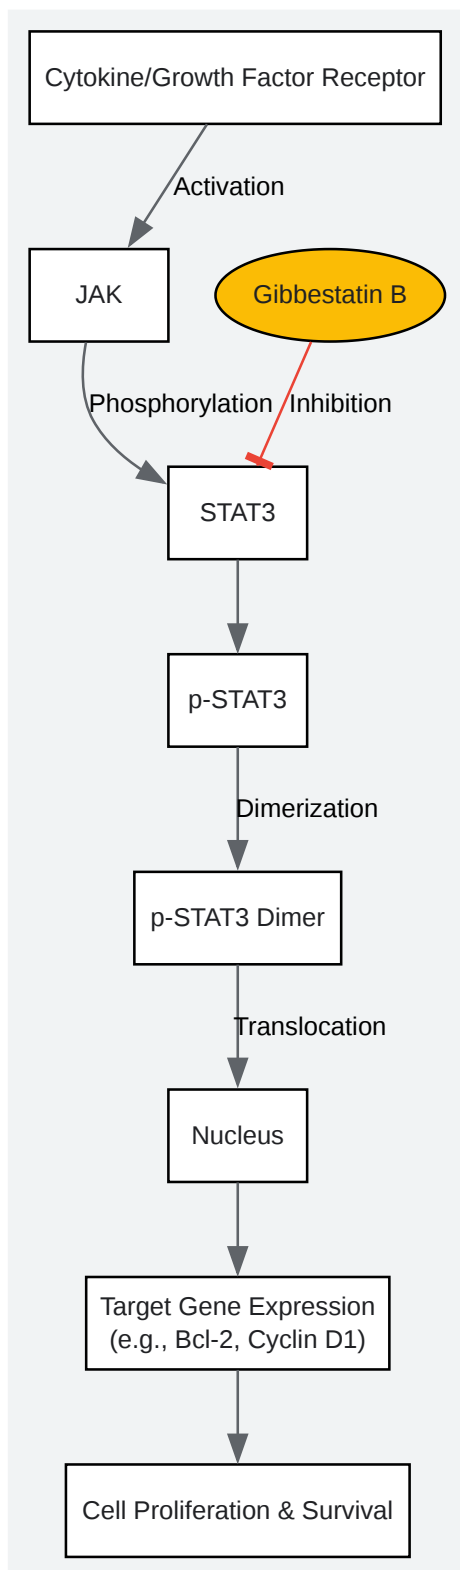 Cytokine/Growth Factor Receptor
Activation
JAK
Gibbestatin B
Phosphorylation
Inhibition
STAT3
p-STAT3
Dimerization
p-STAT3 Dimer
Translocation
Nucleus
Target Gene Expression
(e.g., Bcl-2, Cyclin D1)
Cell Proliferation & Survival